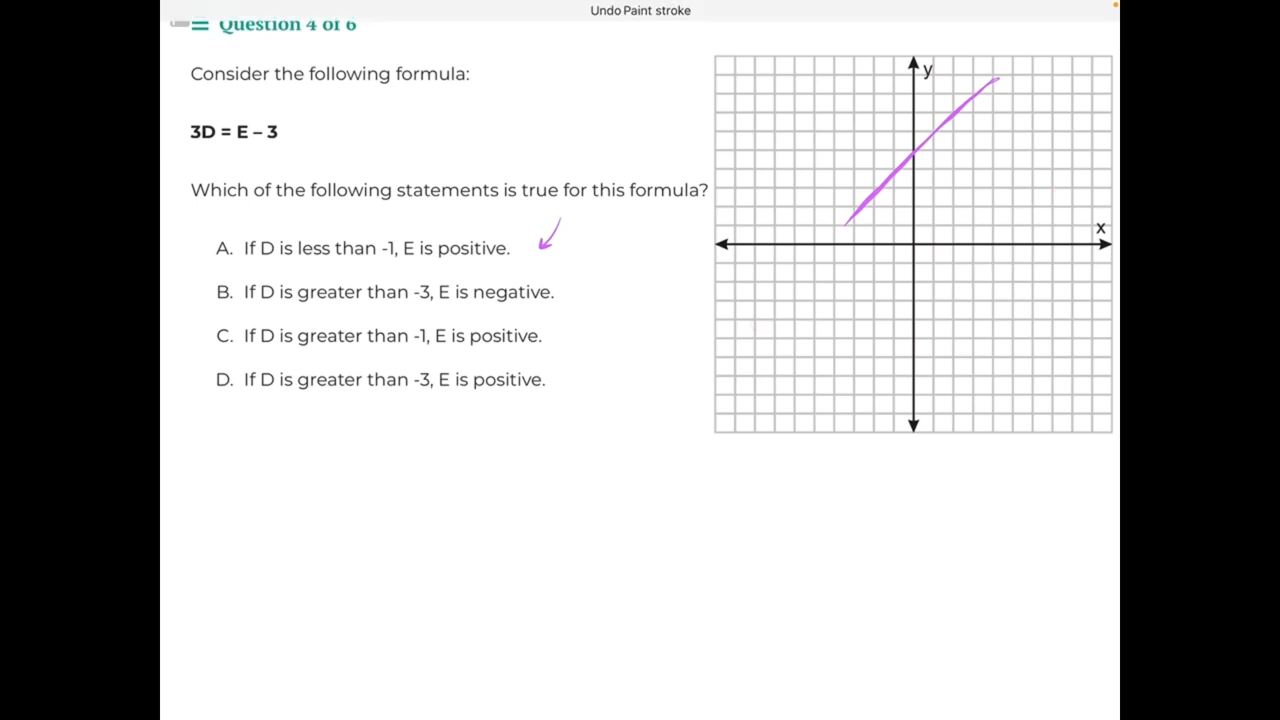 Undo Paint stroke
Question 4 of 6
Consider the following formula:
3D = E – 3
Which of the following statements is true for this formula?
A. If D is less than -1, E is positive.
B. If D is greater than -3, E is negative.
C. If D is greater than -1, E is positive.
D. If D is greater than -3, E is positive.
y
x